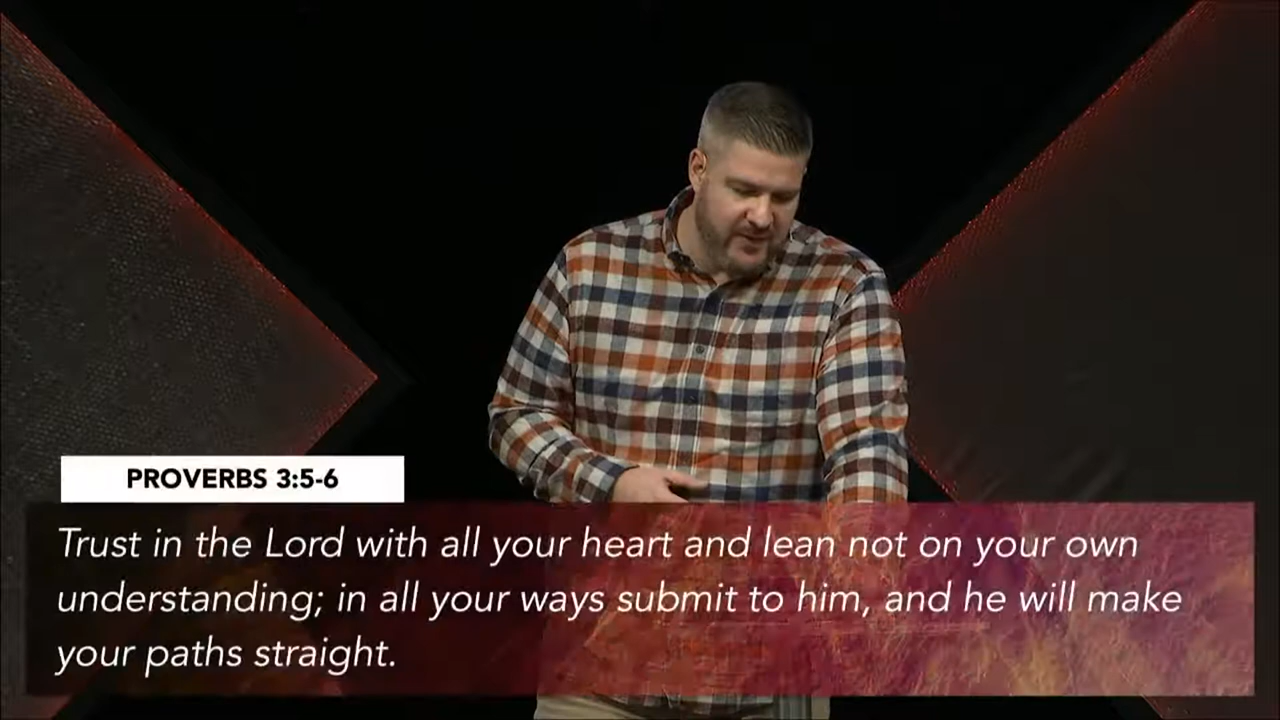 PROVERBS 3:5-6
Trust in the Lord with all your heart and lean not on your own
understanding; in all your ways submit to him, and he will make
your paths straight.